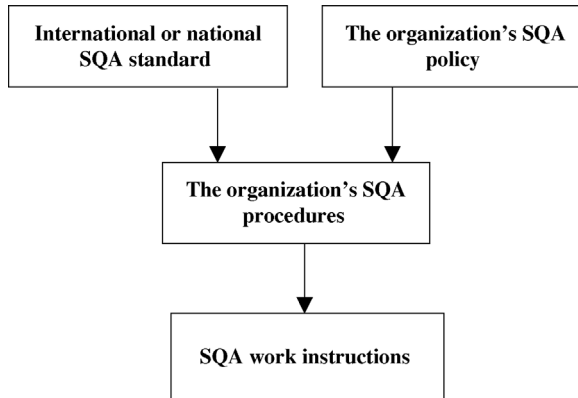 International or national
SQA standard
The organization’s SQA
policy
The organization’s SQA
procedures
SQA work instructions